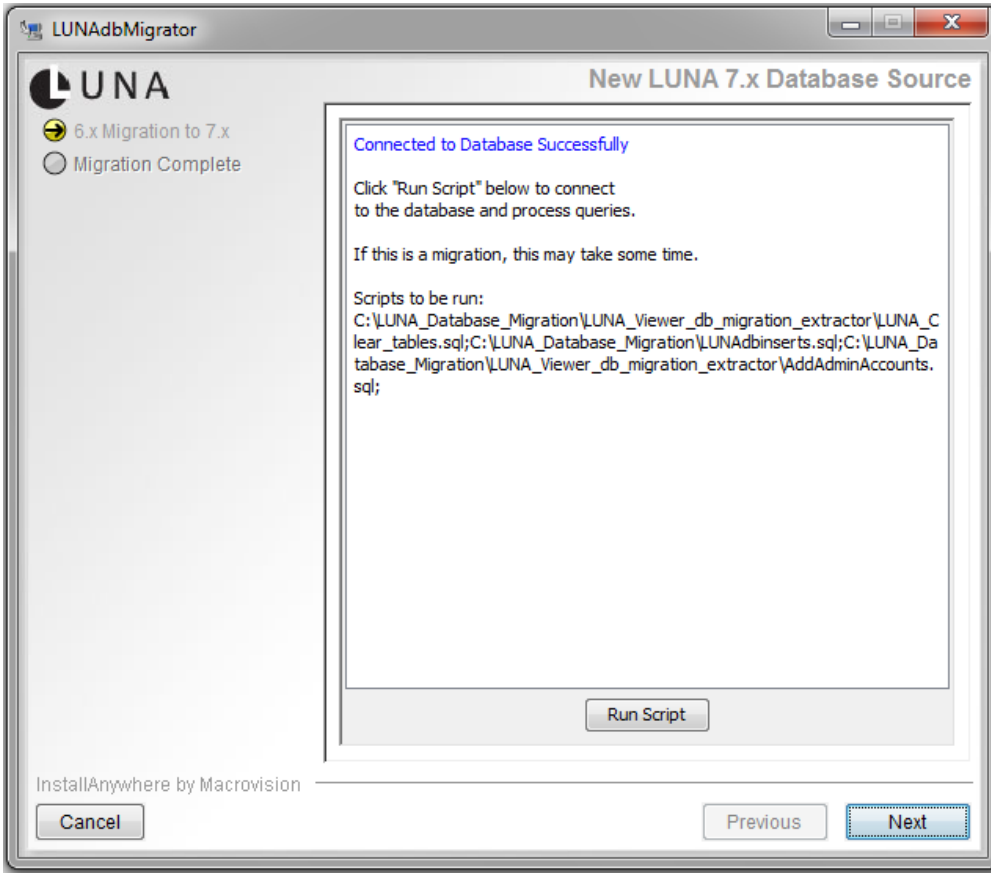 LUNAdbMigrator
LUNA
New LUNA 7.x Database Source
6.x Migration to 7.x
Migration Complete
Connected to Database Successfully
Click "Run Script" below to connect
to the database and process queries.
If this is a migration, this may take some time.
Scripts to be run:
C:\LUNA_Database_Migration\LUNA_Viewer_db_migration_extractor\LUNA_C
lear_tables.sql;C:\LUNA_Database_Migration\LUNAdbinserts.sql;C:\LUNA_Da
tabase_Migration\LUNA_Viewer_db_migration_extractor\AddAdminAccounts.
sql;
Run Script
InstallAnywhere by Macrovision
Cancel
Previous
Next